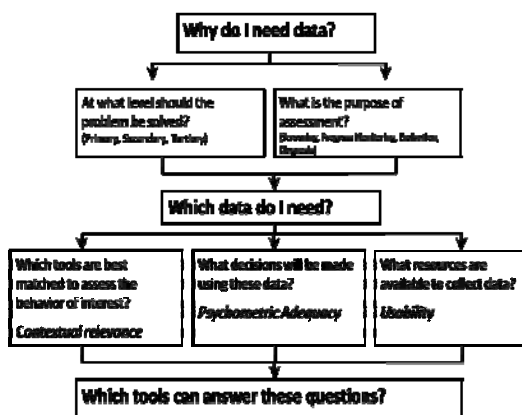 Why do I need data?
At what level should the
problem be solved?
(Primary, Secondary, Tertiary)
What is the purpose of
assessment?
(Screening, Progress Monitoring, Evaluation,
Diagnosis)
Which data do I need?
Which tools are best
matched to assess the
behavior of interest?
Contextual relevance
What decisions will be made
using these data?
Psychometric Adequacy
What resources are
available to collect data?
Usability
Which tools can answer these questions?